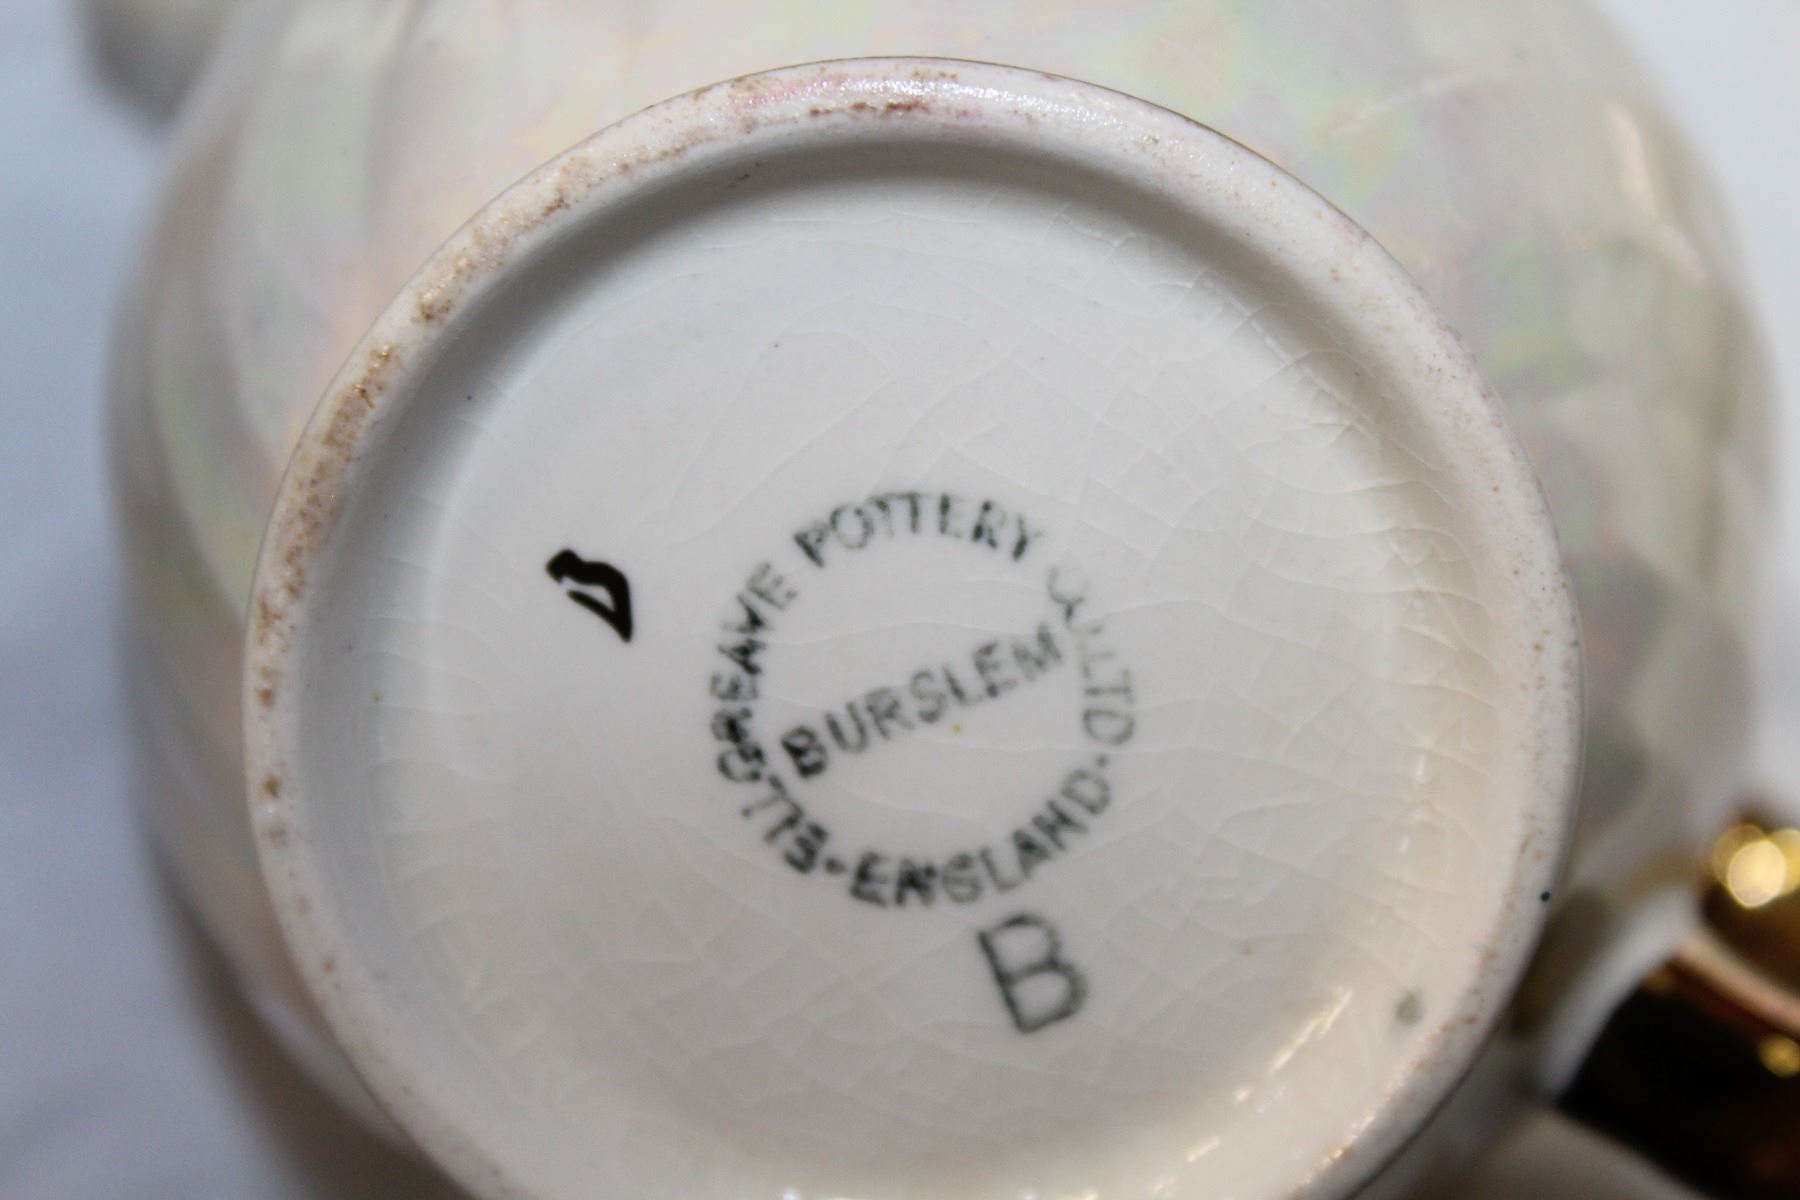 ELLGREAVE POTTERY CO. LTD.
BURSLEM
ENGLAND
B